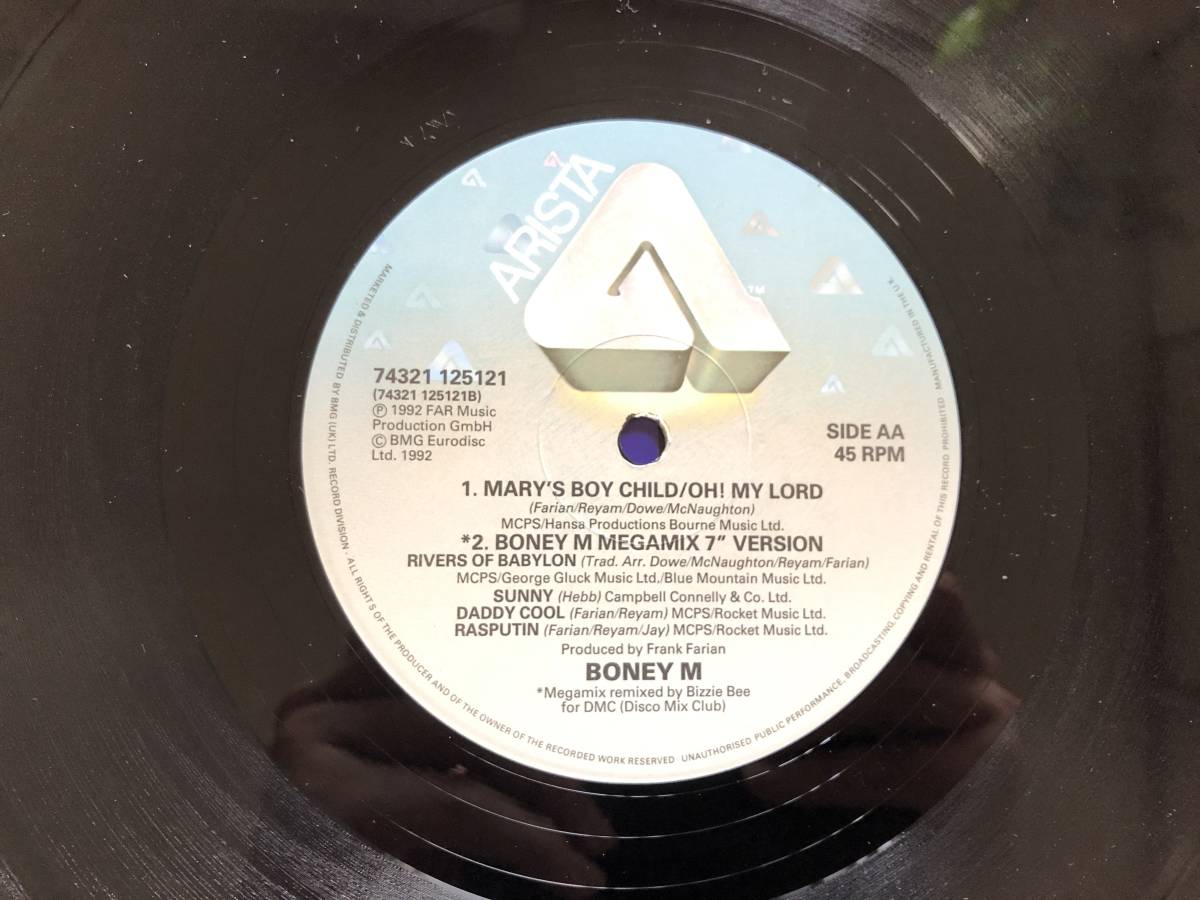 ARISTA
TM
74321 125121
(74321 125121B)
℗ 1992 FAR Music
Production GmbH
© BMG Eurodisc
Ltd. 1992
SIDE AA
45 RPM
1. MARY'S BOY CHILD/OH! MY LORD
(Farian/Reyam/Dowe/McNaughton)
MCPS/Hansa Productions Bourne Music Ltd.
*2. BONEY M MEGAMIX 7" VERSION
RIVERS OF BABYLON (Trad. Arr. Dowe/McNaughton/Reyam/Farian)
MCPS/George Gluck Music Ltd./Blue Mountain Music Ltd.
SUNNY (Hebb) Campbell Connelly & Co. Ltd.
DADDY COOL (Farian/Reyam) MCPS/Rocket Music Ltd.
RASPUTIN (Farian/Reyam/Jay) MCPS/Rocket Music Ltd.
Produced by Frank Farian
BONEY M
*Megamix remixed by Bizzie Bee
for DMC (Disco Mix Club)
MARKETED & DISTRIBUTED BY BMG (UK) LTD. RECORD DIVISION · ALL RIGHTS OF THE PRODUCER AND OF THE OWNER OF THE RECORDED WORK RESERVED UNAUTHORISED PUBLIC PERFORMANCE, BROADCASTING, COPYING AND RENTAL OF THIS RECORD PROHIBITED · MANUFACTURED IN THE U.K.